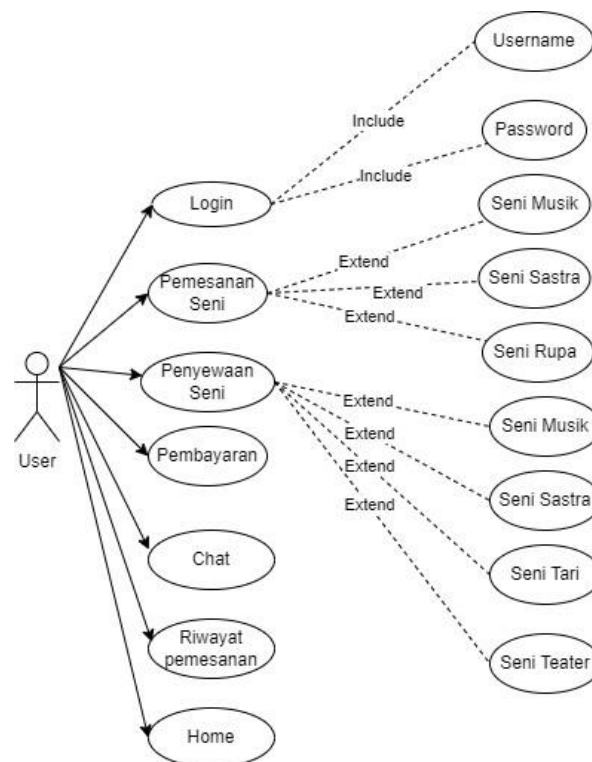 Username
Include
Password
Include
Login
Seni Musik
Extend
Pemesanan
Seni
Seni Sastra
Extend
Extend
Seni Rupa
Penyewaan
Seni
Extend
Seni Musik
Extend
User
Pembayaran
Extend
Seni Sastra
Extend
Chat
Seni Tari
Riwayat
pemesanan
Seni Teater
Home